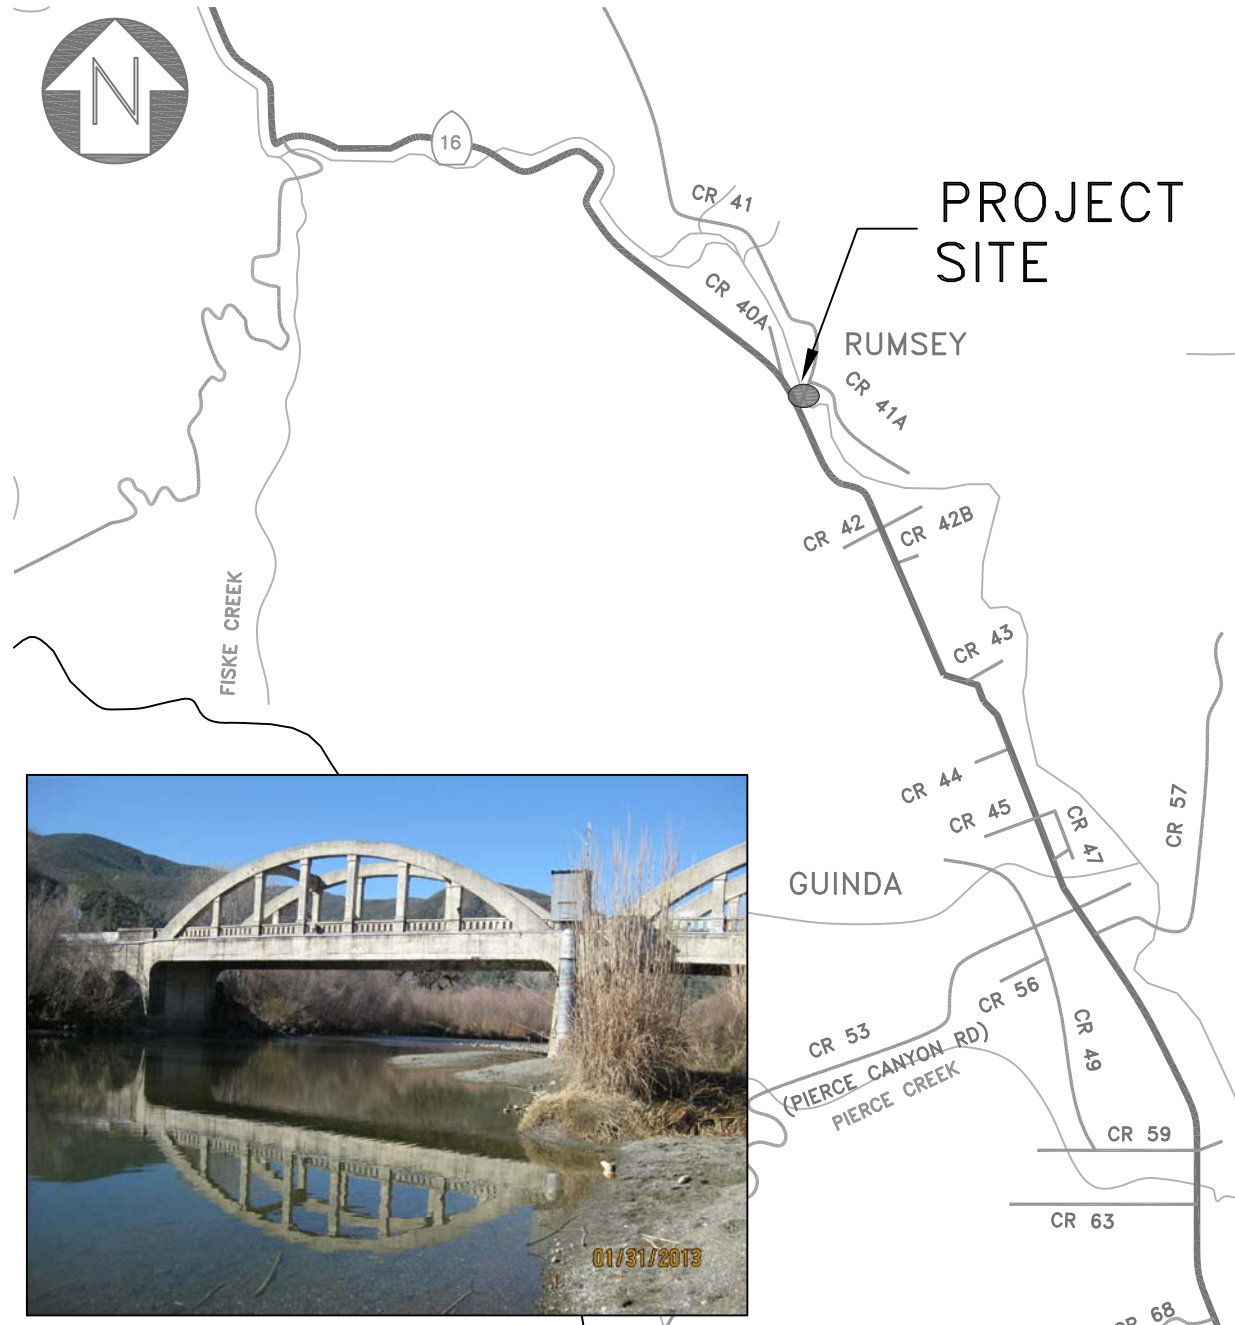 N
16
CR 41
PROJECT
SITE
CR 40A
RUMSEY
CR 41A
CR 42
CR 42B
FISKE CREEK
CR 43
CR 44
CR 45
CR 47
CR 57
GUINDA
CR 56
CR 53
(PIERCE CANYON RD)
PIERCE CREEK
CR 49
CR 59
CR 63
01/31/2013
CR 68